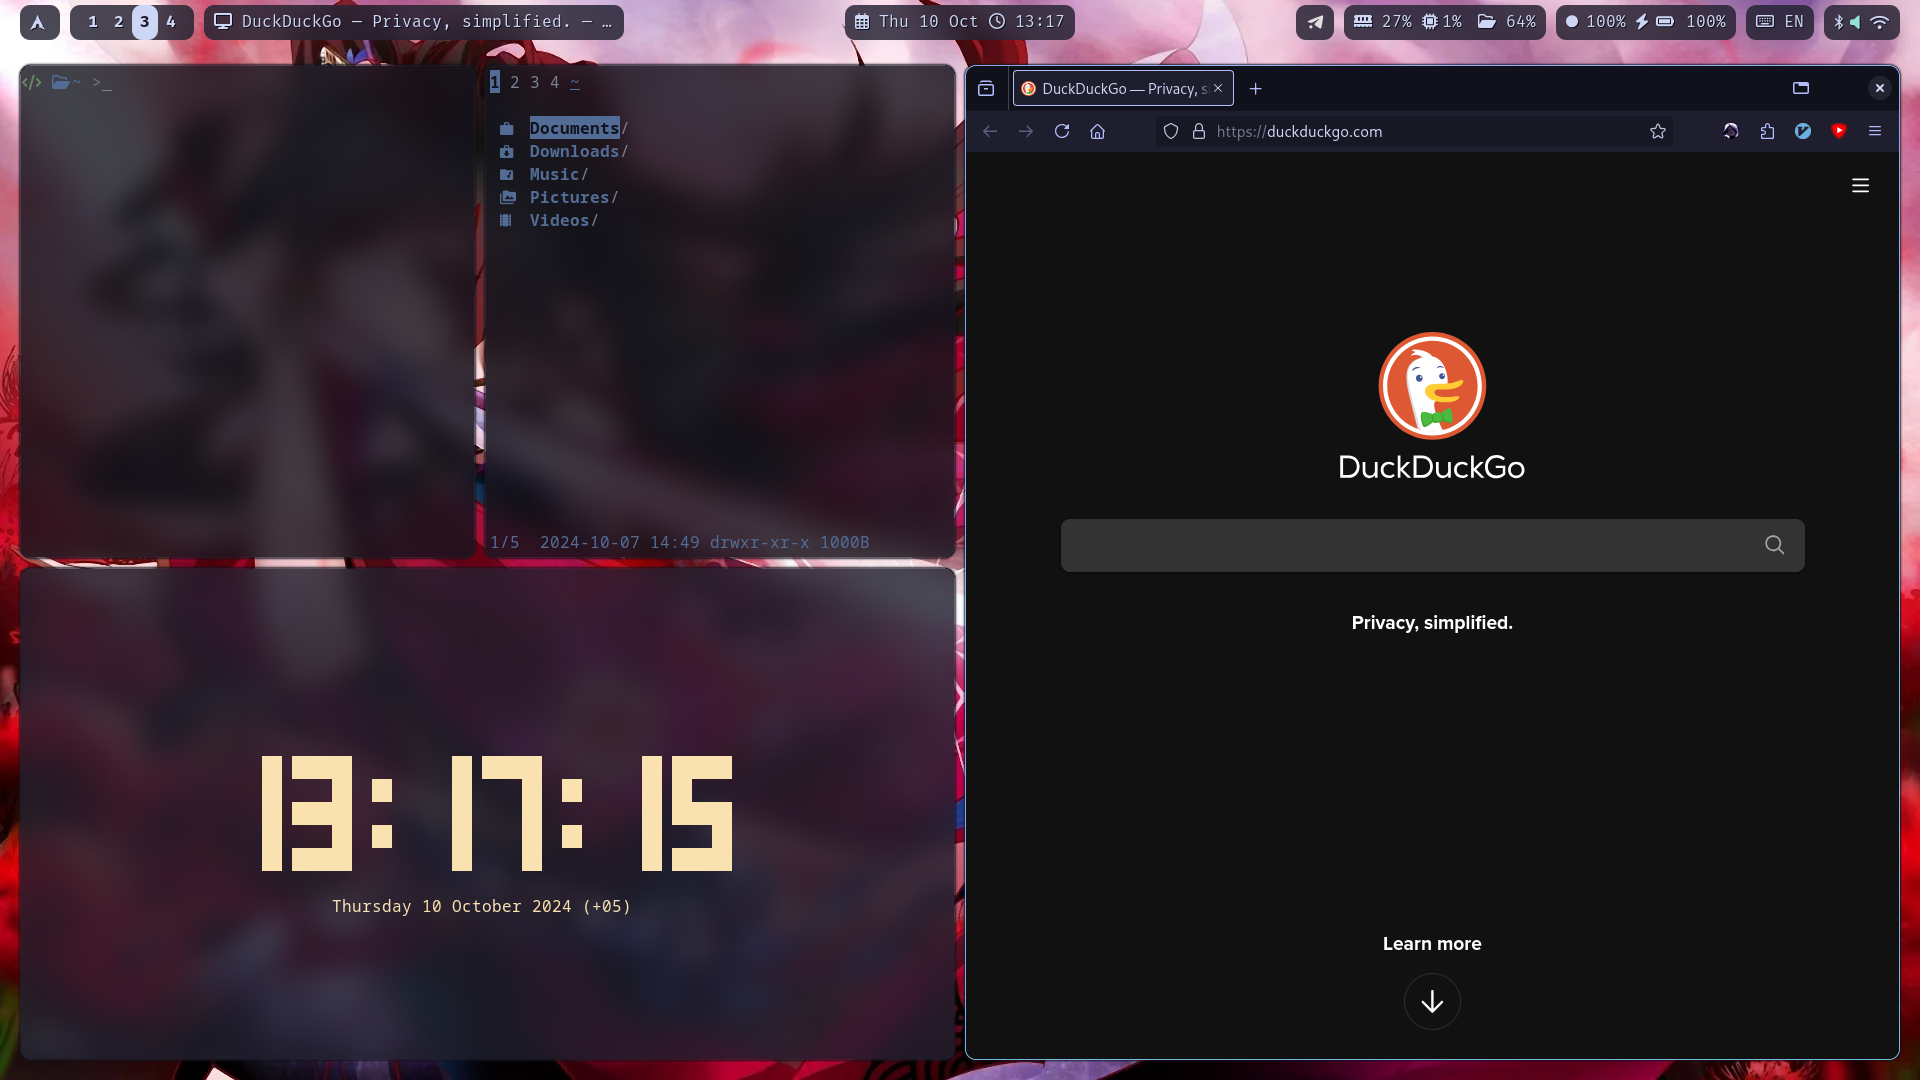 1 2 3 4
DuckDuckGo — Privacy, simplified. — …
Thu 10 Oct 13:17
27% 1% 64%
100% 100%
EN
</> ~ >_
1 2 3 4 ~
Documents/
Downloads/
Music/
Pictures/
Videos/
1/5 2024-10-07 14:49 drwxr-xr-x 1000B
13:17:15
Thursday 10 October 2024 (+05)
DuckDuckGo — Privacy, s
https://duckduckgo.com
DuckDuckGo
Privacy, simplified.
Learn more